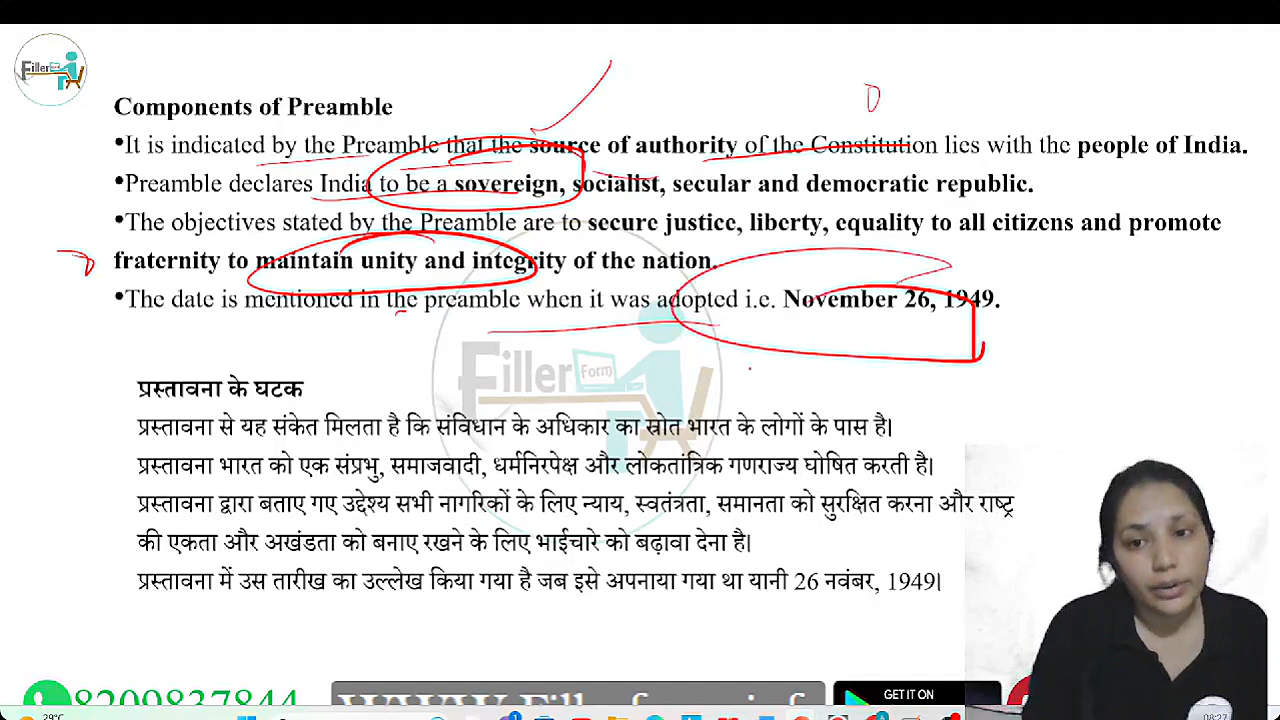 Filler Form
Components of Preamble
•It is indicated by the Preamble that the source of authority of the Constitution lies with the people of India.
•Preamble declares India to be a sovereign, socialist, secular and democratic republic.
•The objectives stated by the Preamble are to secure justice, liberty, equality to all citizens and promote
fraternity to maintain unity and integrity of the nation.
•The date is mentioned in the preamble when it was adopted i.e. November 26, 1949.
Filler Form
प्रस्तावना के घटक
प्रस्तावना से यह संकेत मिलता है कि संविधान के अधिकार का स्रोत भारत के लोगों के पास है।
प्रस्तावना भारत को एक संप्रभु, समाजवादी, धर्मनिरपेक्ष और लोकतांत्रिक गणराज्य घोषित करती है।
प्रस्तावना द्वारा बताए गए उद्देश्य सभी नागरिकों के लिए न्याय, स्वतंत्रता, समानता को सुरक्षित करना और राष्ट्र
की एकता और अखंडता को बनाए रखने के लिए भाईचारे को बढ़ावा देना है।
प्रस्तावना में उस तारीख का उल्लेख किया गया है जब इसे अपनाया गया था यानी 26 नवंबर, 1949।
8209837844
GET IT ON
29°C
08:27